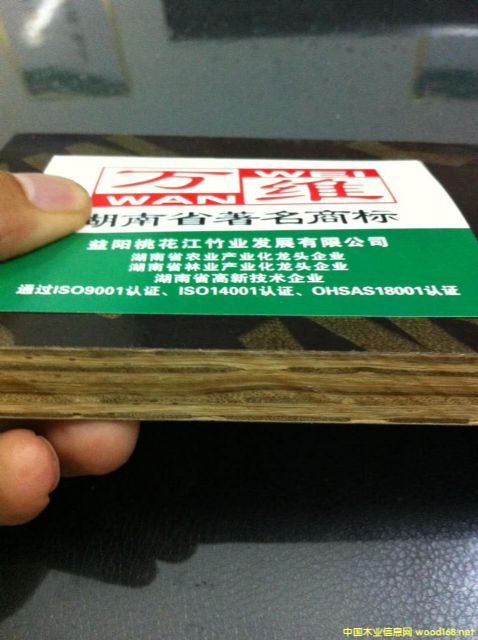 万维
WAN WEI
湖南省著名商标
益阳桃花江竹业发展有限公司
湖南省农业产业化龙头企业
湖南省林业产业化龙头企业
湖南省高新技术企业
通过ISO9001认证、ISO14001认证、OHSAS18001认证
中国木业信息网 wood168.net